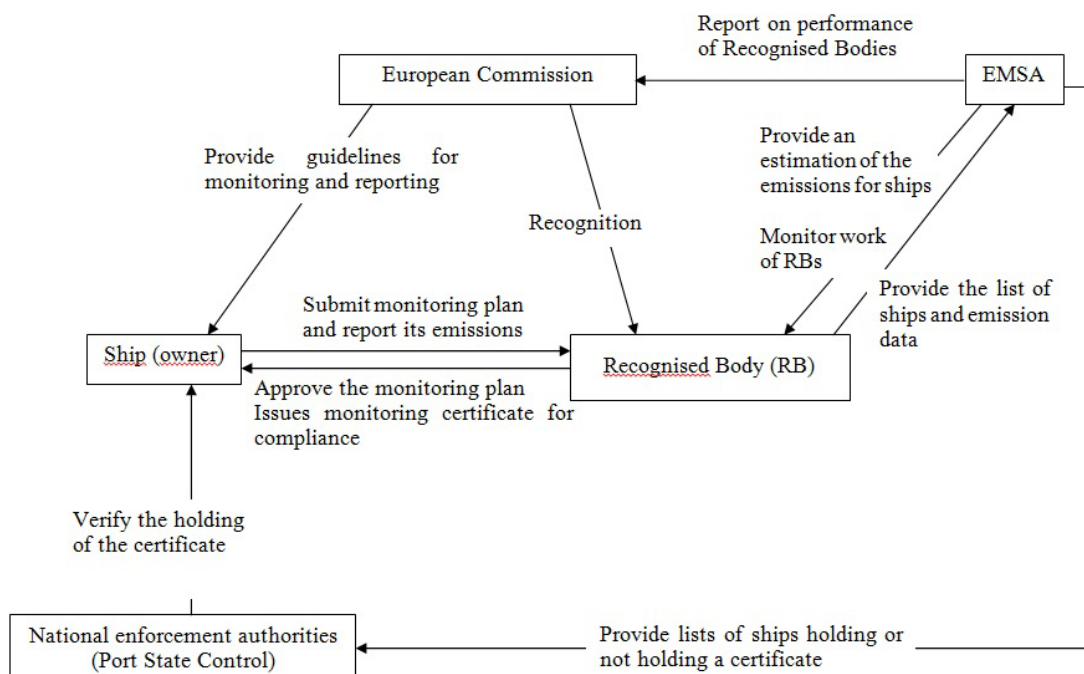 Report on performance
of Recognised Bodies
European Commission
EMSA
Provide guidelines for
monitoring and reporting
Provide an
estimation of the
emissions for ships
Recognition
Monitor work
of RBs
Provide the list of
ships and emission
data
Submit monitoring plan
and report its emissions
Ship (owner)
Recognised Body (RB)
Approve the monitoring plan
Issues monitoring certificate for
compliance
Verify the holding
of the certificate
National enforcement authorities
(Port State Control)
Provide lists of ships holding or
not holding a certificate